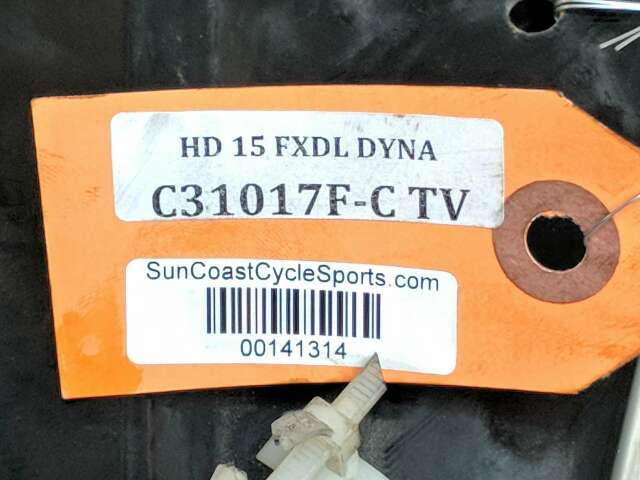 HD 15 FXDL DYNA
C31017F-C TV
SunCoastCycleSports.com
00141314